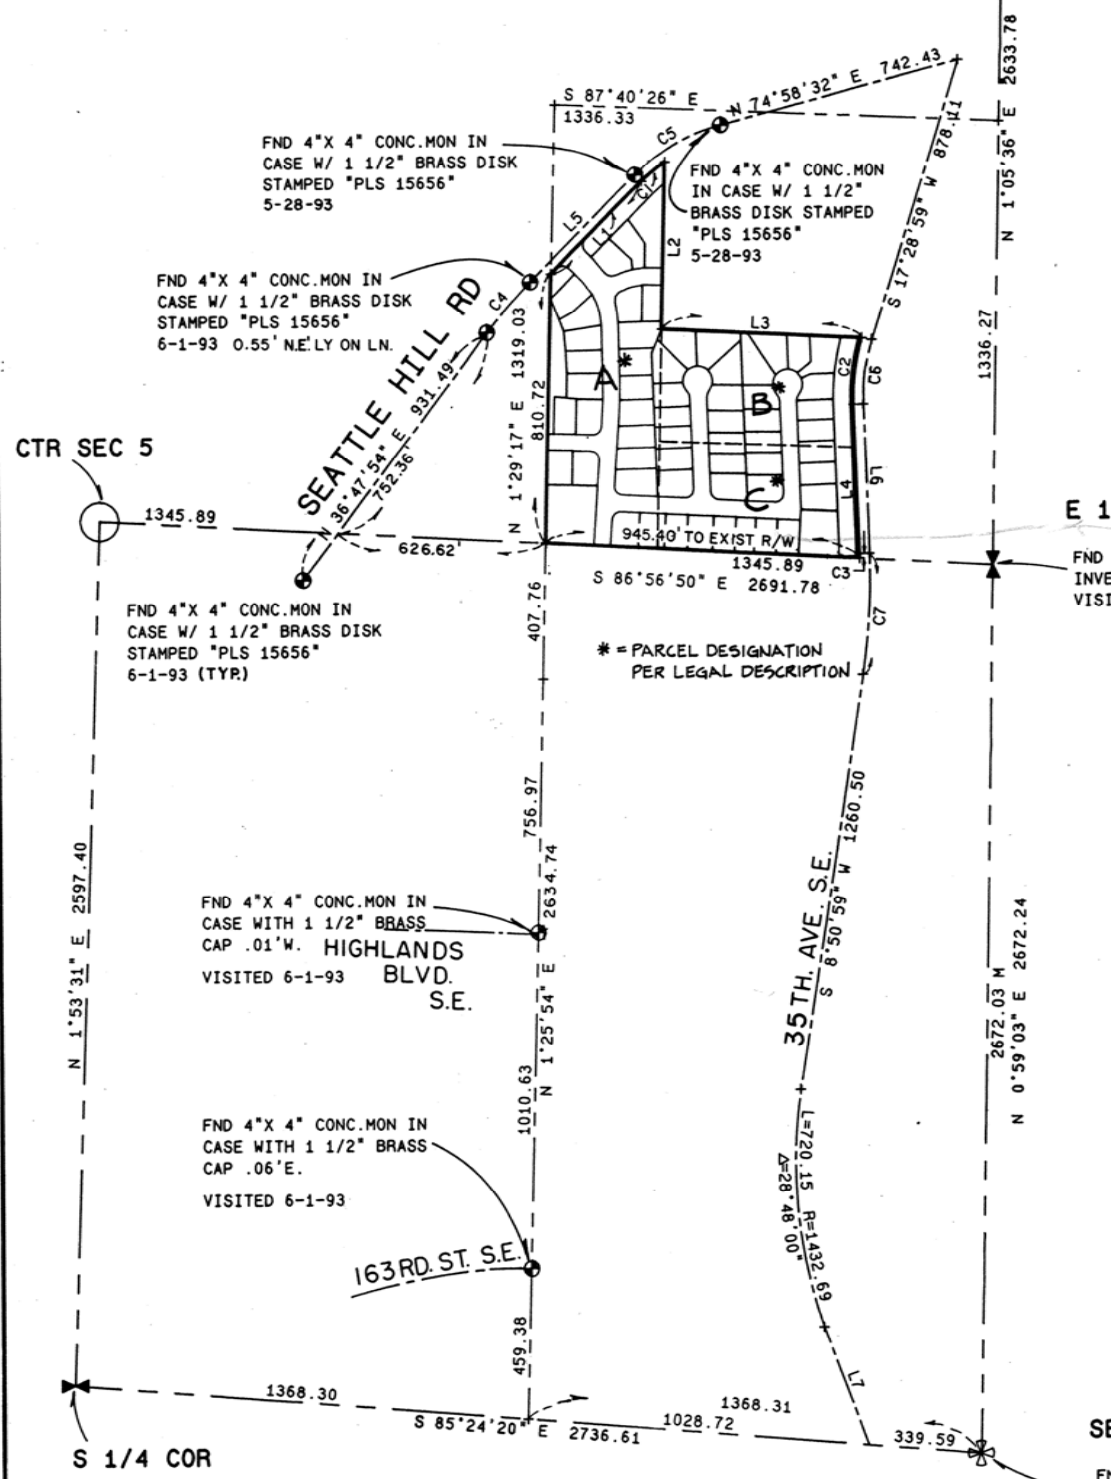 2633.78
N 1°05'36" E
S 87°40'26" E
1336.33
N 74°58'32" E 742.43
S 17°28'59" W 878.11
FND 4"X 4" CONC.MON IN
CASE W/ 1 1/2" BRASS DISK
STAMPED "PLS 15656"
5-28-93
C5
FND 4"X 4" CONC.MON
IN CASE W/ 1 1/2"
BRASS DISK STAMPED
"PLS 15656"
5-28-93
L5
L1
C1
L2
FND 4"X 4" CONC.MON IN
CASE W/ 1 1/2" BRASS DISK
STAMPED "PLS 15656"
6-1-93 0.55' N.E'LY ON LN.
C4
SEATTLE HILL RD
931.49
N 36°47'54" E
752.36
1319.03
N 1°29'17" E 810.72
L3
C2
C6
1336.27
A *
B *
C *
L4
L6
CTR SEC 5
1345.89
626.62'
945.40' TO EXIST R/W
1345.89
S 86°56'50" E 2691.78
C3
C7
E 1
FND
INVE
VISI
FND 4"X 4" CONC.MON IN
CASE W/ 1 1/2" BRASS DISK
STAMPED "PLS 15656"
6-1-93 (TYP.)
407.76
* = PARCEL DESIGNATION
PER LEGAL DESCRIPTION
756.97
2634.74
N 1°25'54" E
1010.63
459.38
N 1°53'31" E 2597.40
FND 4"X 4" CONC.MON IN
CASE WITH 1 1/2" BRASS
CAP .01'W.
VISITED 6-1-93
HIGHLANDS
BLVD.
S.E.
35TH. AVE. S.E.
S 8°50'59" W 1260.50
2672.03 M
N 0°59'03" E 2672.24
FND 4"X 4" CONC.MON IN
CASE WITH 1 1/2" BRASS
CAP .06'E.
VISITED 6-1-93
163RD. ST. S.E.
L=720.15 R=1432.69
Δ=28°48'00"
L7
1368.30
1368.31
S 85°24'20" E 2736.61
1028.72
339.59
S 1/4 COR
SE